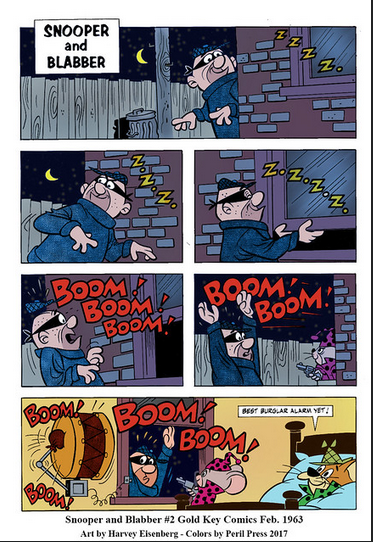 SNOOPER
and
BLABBER
Z Z Z Z.
Z. Z. Z. Z.
Z. Z. Z. Z.
BOOM!
BOOM!
BOOM!
BOOM!
BOOM!
BOOM!
BOOM!
BOOM!
BOOM!
BEST BURGLAR ALARM YET!
Snooper and Blabber #2 Gold Key Comics Feb. 1963
Art by Harvey Eisenberg - Colors by Peril Press 2017